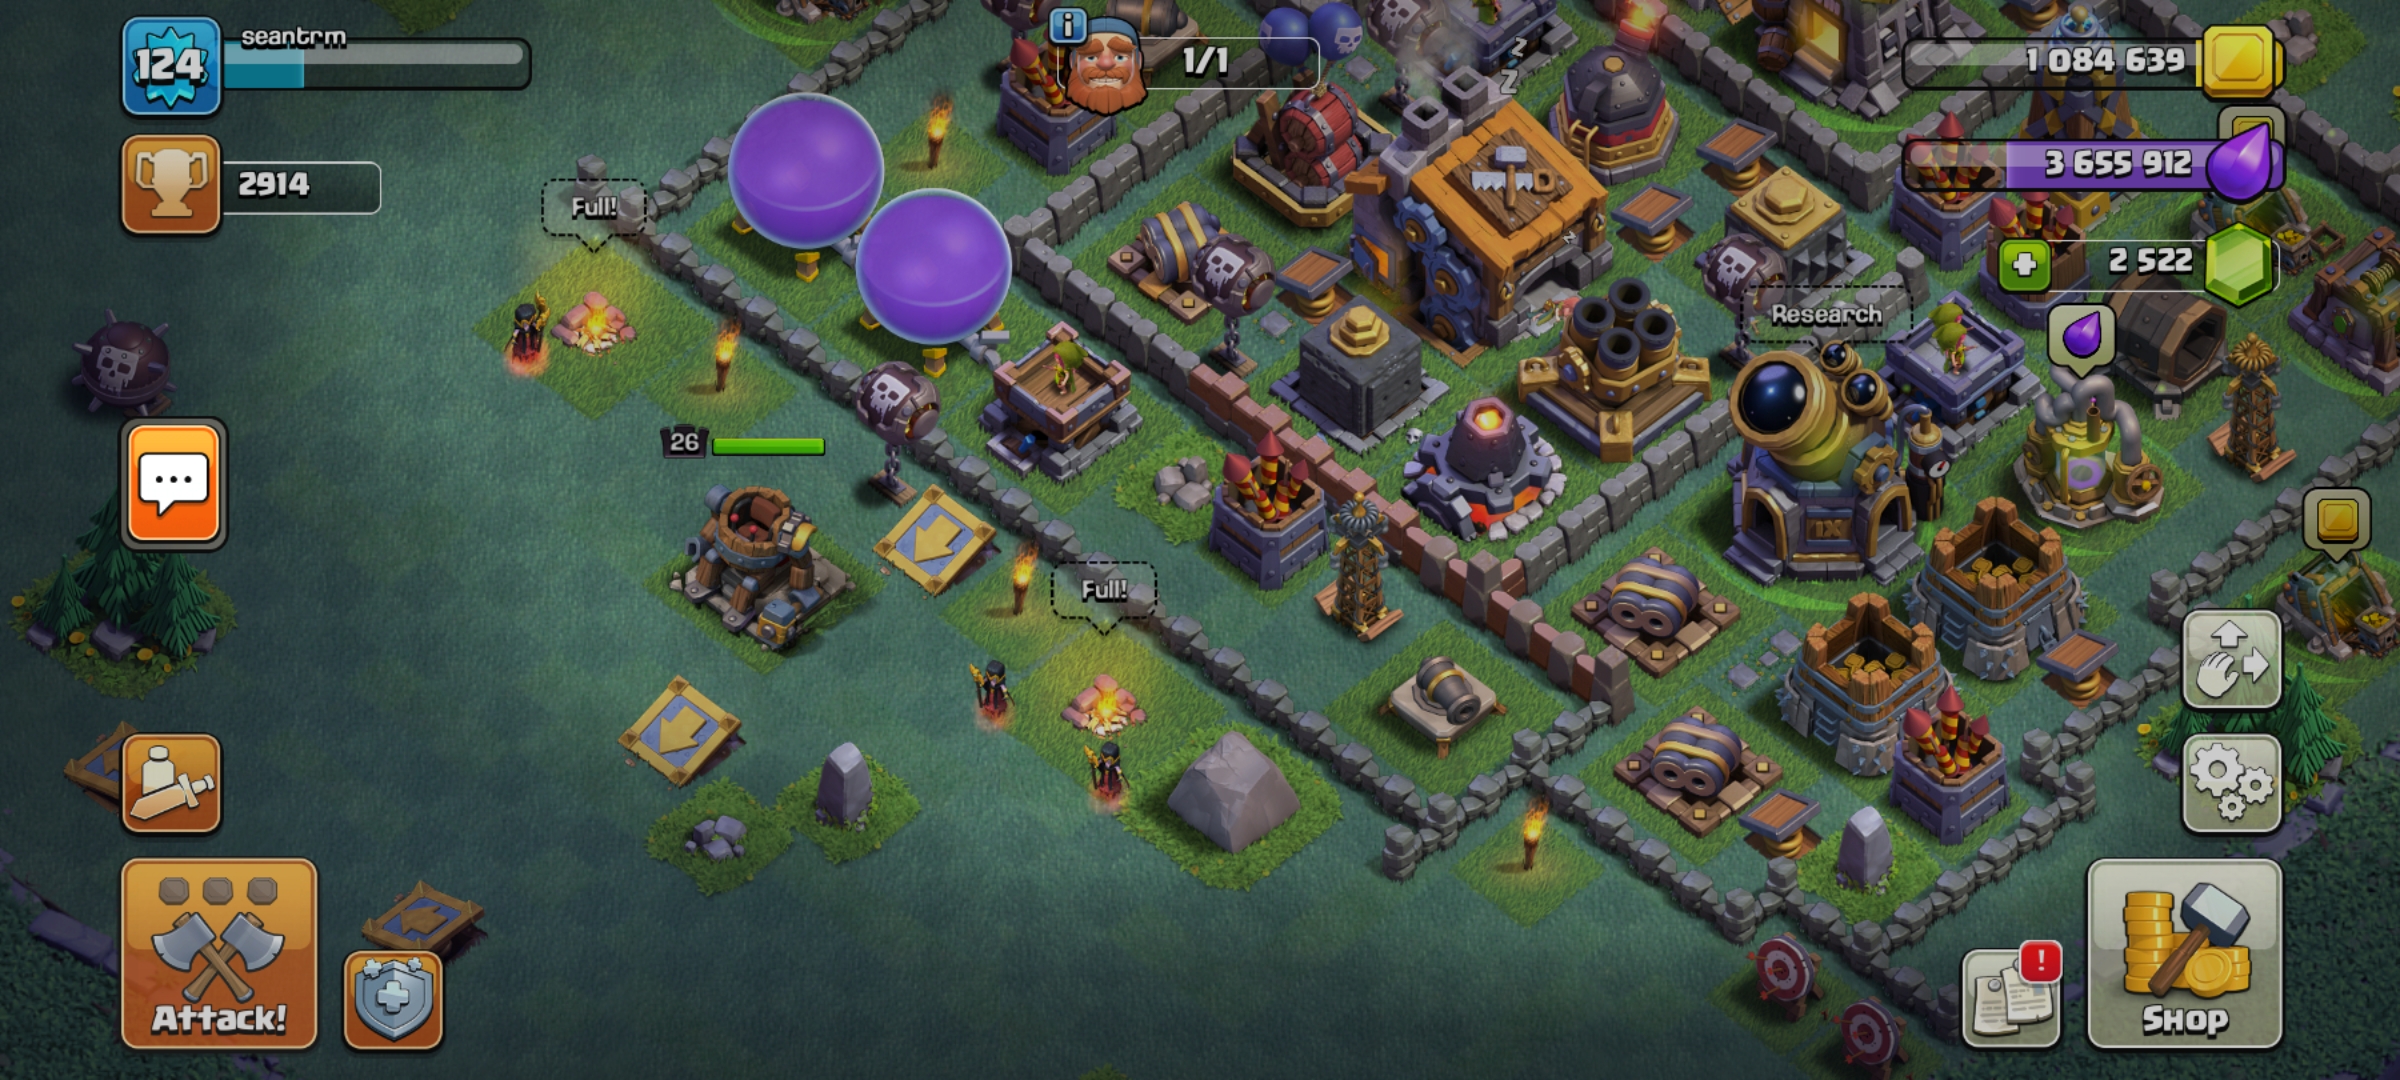 124
seantrm
1/1
1 084 639
2914
3 655 912
Full!
2 522
Research
26
Full!
IX
Attack!
!
Shop